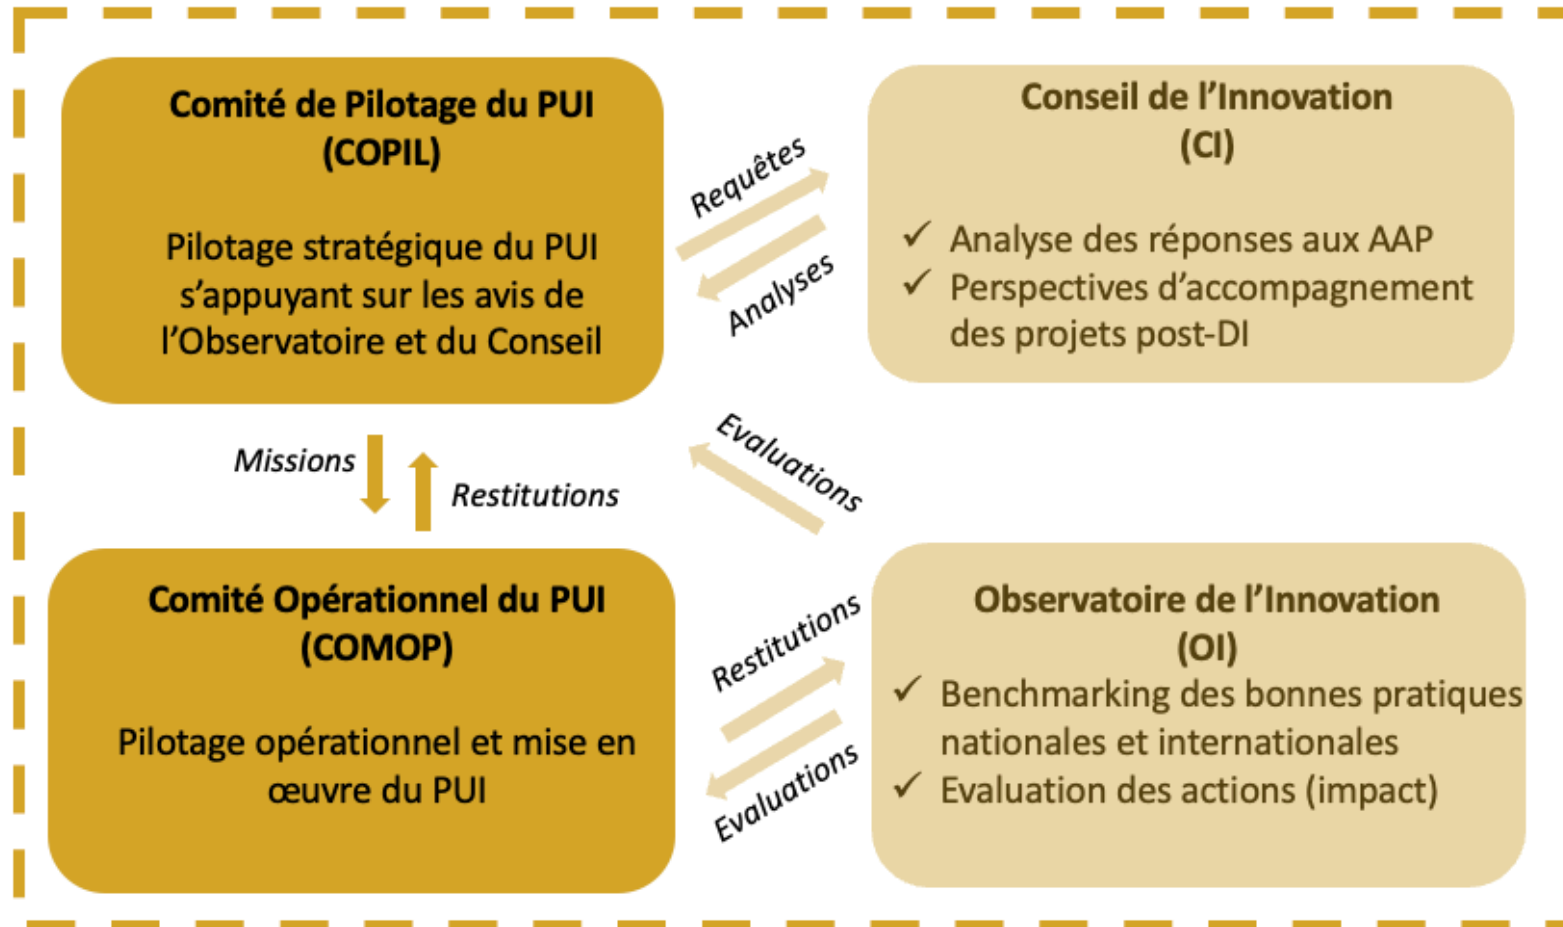 Comité de Pilotage du PUI
(COPIL)
Pilotage stratégique du PUI
s'appuyant sur les avis de
l'Observatoire et du Conseil
Requêtes
Analyses
Conseil de l'Innovation
(CI)
✓ Analyse des réponses aux AAP
✓ Perspectives d'accompagnement
des projets post-DI
Missions
Restitutions
Evaluations
Comité Opérationnel du PUI
(COMOP)
Pilotage opérationnel et mise en
œuvre du PUI
Restitutions
Evaluations
Observatoire de l'Innovation
(OI)
✓ Benchmarking des bonnes pratiques
nationales et internationales
✓ Evaluation des actions (impact)